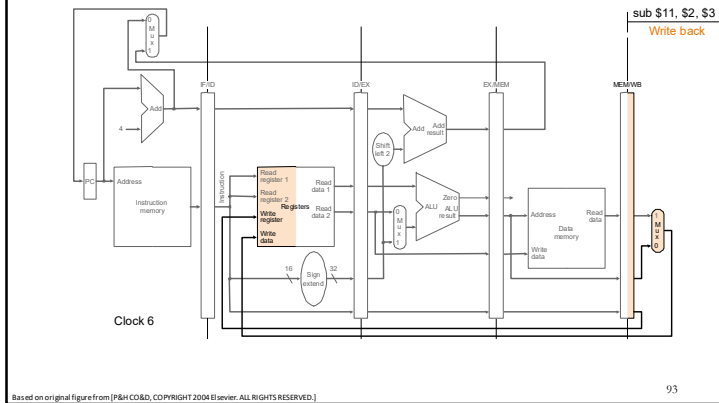 sub $11, $2, $3
Write back
0
M
u
x
1
IF/ID
ID/EX
EX/MEM
MEM/WB
Add
4
Add
Add
result
Shift
left 2
PC
Address
Instruction
memory
Instruction
Read
register 1
Read
register 2
Registers
Write
register
Write
data
Read
data 1
Read
data 2
0
M
u
x
1
Zero
ALU
ALU
result
Address
Read
data
Data
memory
Write
data
1
M
u
x
0
16
Sign
extend
32
Clock 6
93
Based on original figure from [P&H CO&D, COPYRIGHT 2004 Elsevier. ALL RIGHTS RESERVED.]